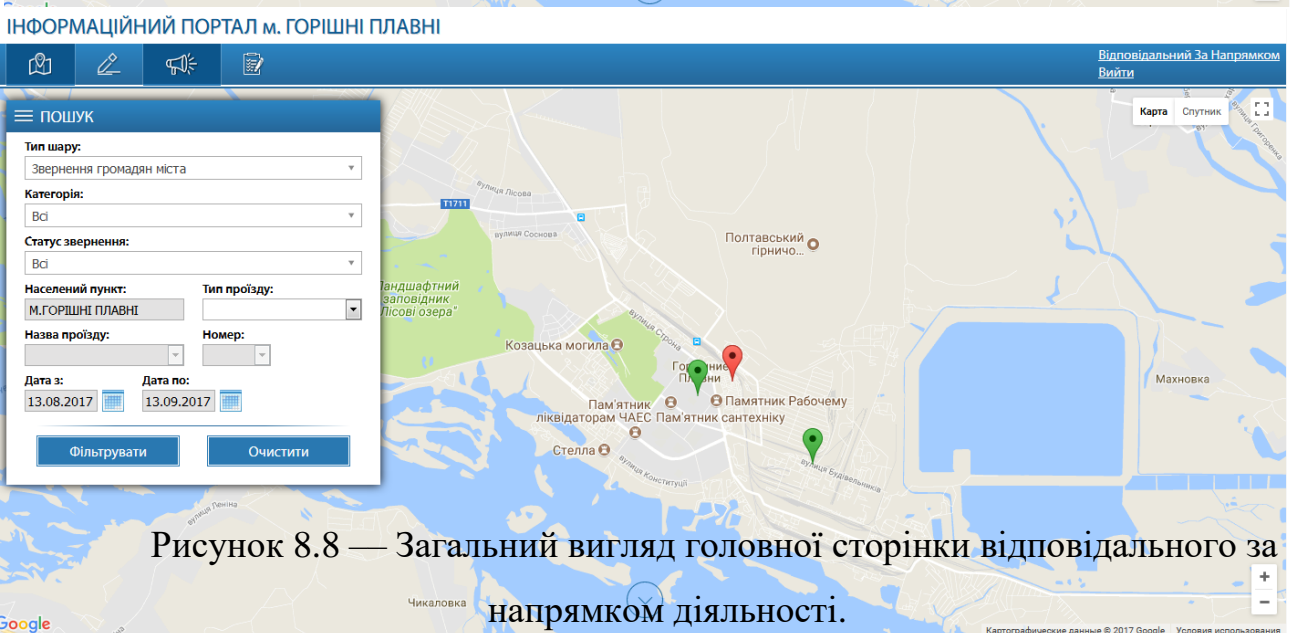 ІНФОРМАЦІЙНИЙ ПОРТАЛ м. ГОРІШНІ ПЛАВНІ
Відповідальний За Напрямком
Вийти
ПОШУК
Тип шару:
Звернення громадян міста
Категорія:
Всі
Статус звернення:
Всі
Населений пункт: Тип проїзду:
М.ГОРІШНІ ПЛАВНІ
Назва проїзду: Номер:
Дата з: Дата по:
13.08.2017 13.09.2017
Фільтрувати Очистити
Карта Спутник
вулиця Лісова
T1711
вулиця Соснова
Полтавський
гірничо...
Ландшафтний
заповідник
"Лісові озера"
вулиця Строна
Козацька могила
Махновка
Памятник Рабочему
Пам'ятник
ліквідаторам ЧАЕС
Пам'ятник сантехніку
Стелла
вулиця Будівельників
вулиця Конституції
вулиця Леніна
Рисунок 8.8 — Загальний вигляд головної сторінки відповідального за
напрямком діяльності.
Чикаловка
Google
Картографические данные © 2017 Google Условия использования